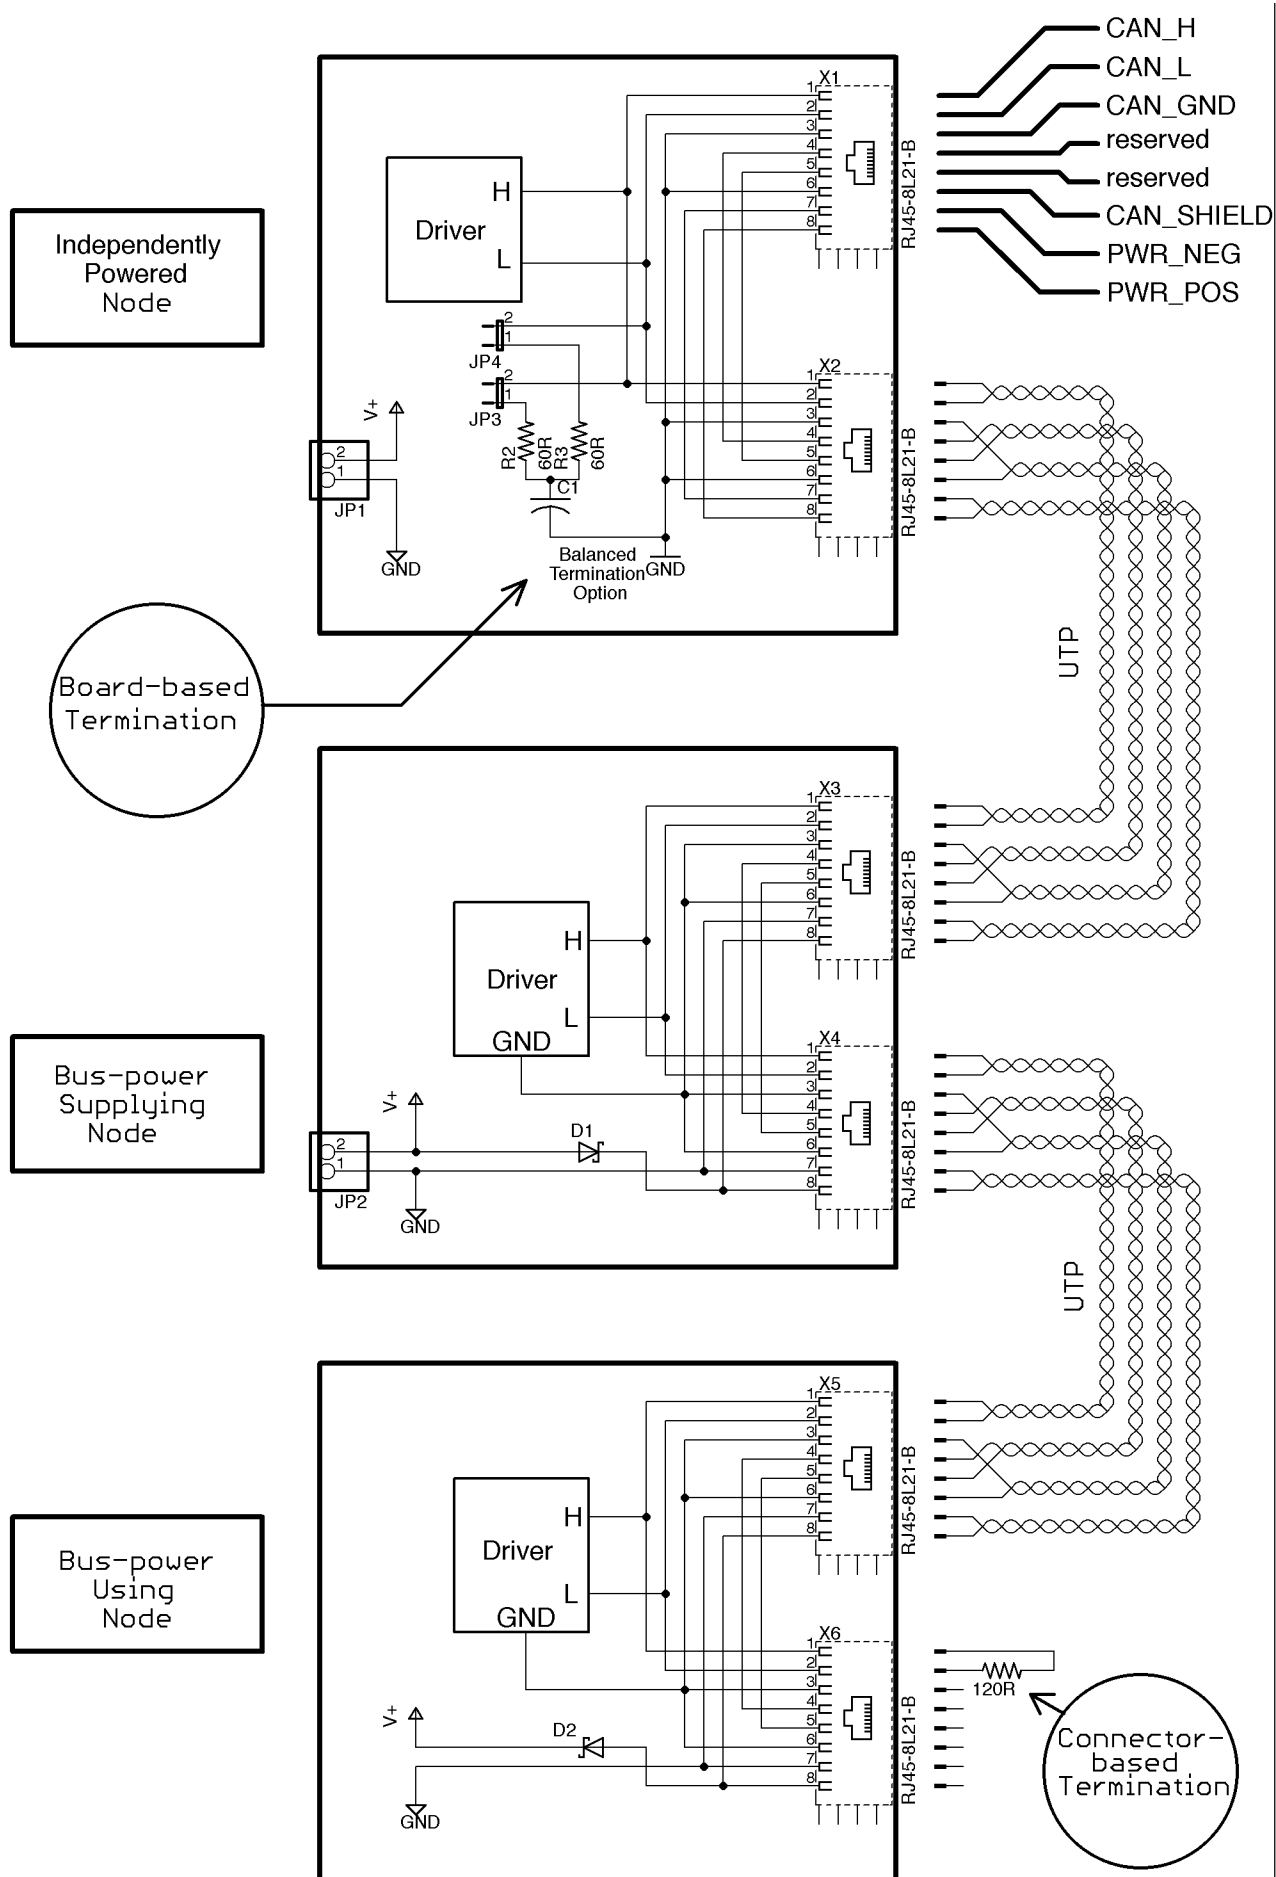 CAN_H
CAN_L
CAN_GND
reserved
reserved
CAN_SHIELD
PWR_NEG
PWR_POS
X1
1
2
3
4
5
6
7
8
RJ45-8L21-B
H
Driver
L
Independently
Powered
Node
2
1
JP4
2
1
JP3
X2
1
2
3
4
5
6
7
8
RJ45-8L21-B
V+
2
1
JP1
GND
R2
60R
R3
60R
C1
Balanced
Termination
Option
GND
UTP
Board-based
Termination
X3
1
2
3
4
5
6
7
8
RJ45-8L21-B
H
Driver
L
GND
X4
1
2
3
4
5
6
7
8
RJ45-8L21-B
Bus-power
Supplying
Node
V+
D1
2
1
JP2
GND
UTP
X5
1
2
3
4
5
6
7
8
RJ45-8L21-B
H
Driver
L
GND
Bus-power
Using
Node
X6
1
2
3
4
5
6
7
8
RJ45-8L21-B
V+
D2
GND
120R
Connector-
based
Termination